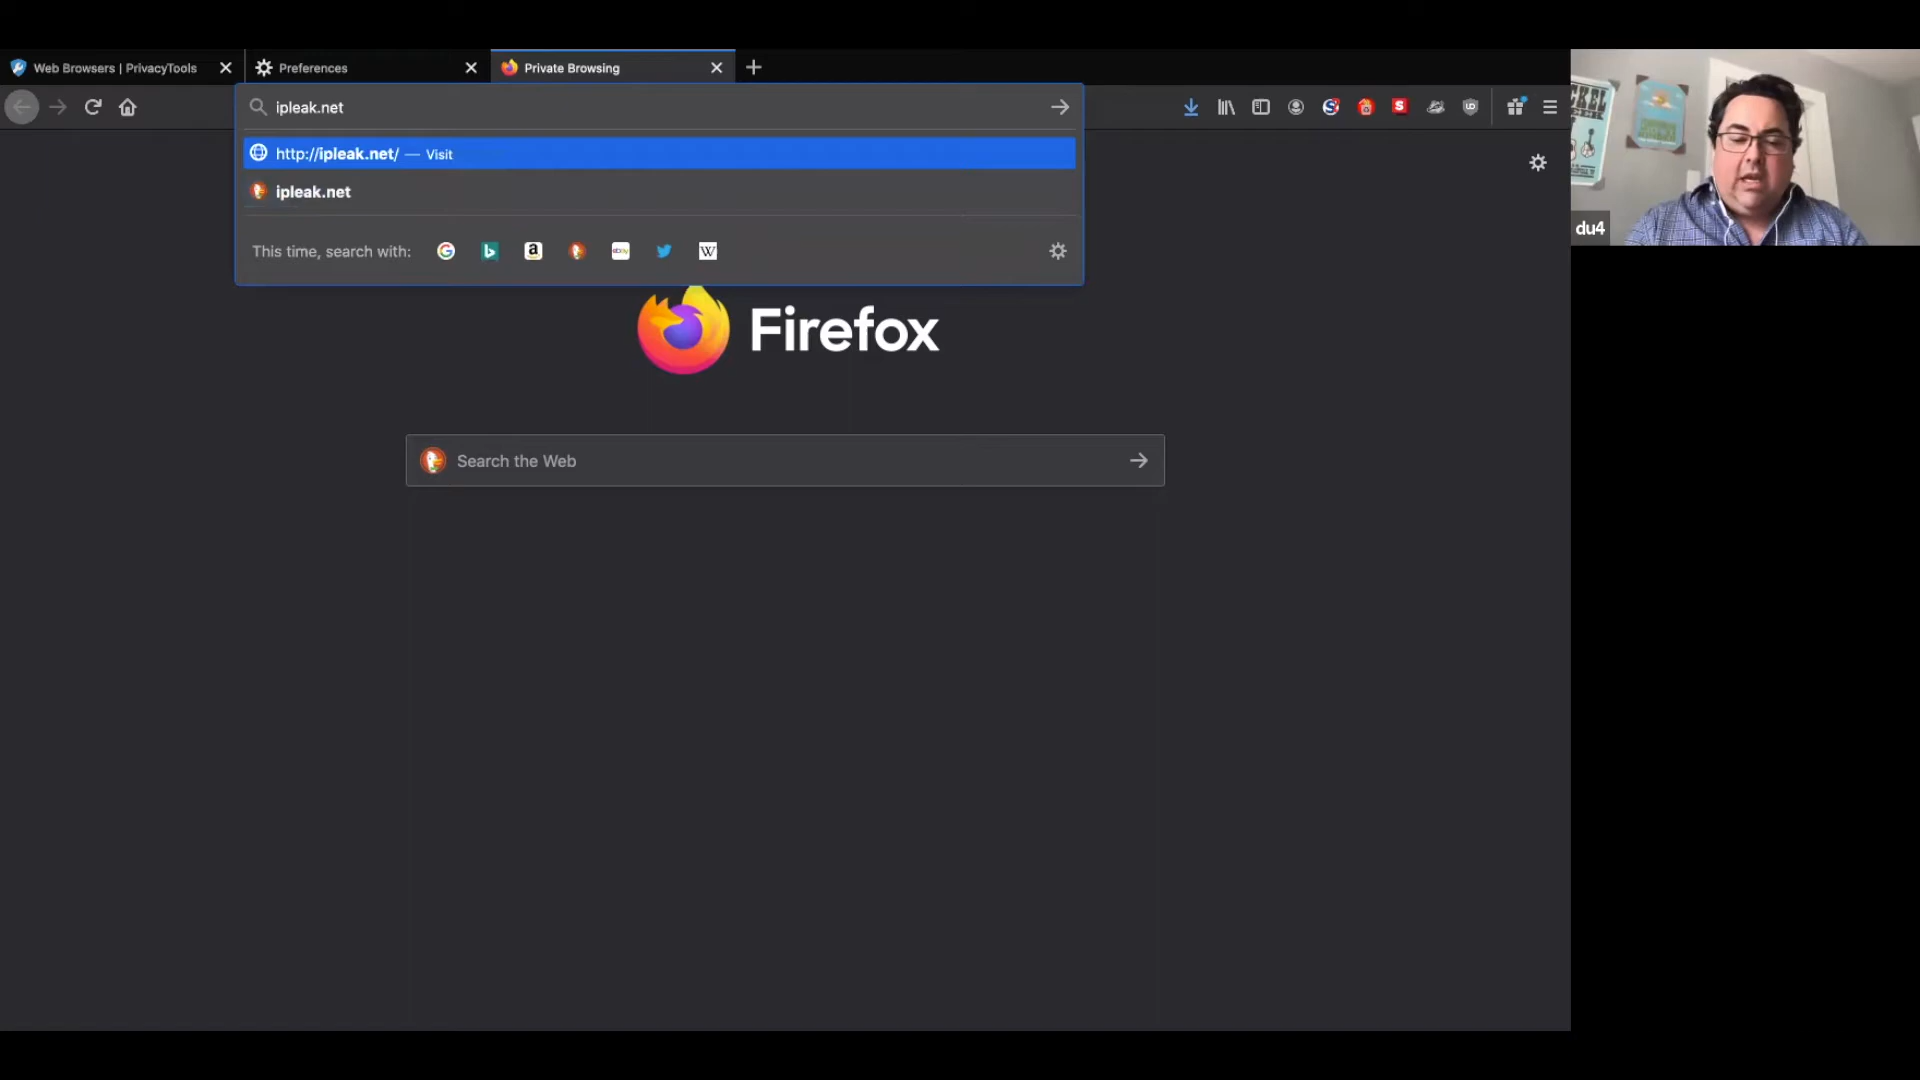 Web Browsers | PrivacyTools
Preferences
Private Browsing
ipleak.net
http://ipleak.net/ — Visit
ipleak.net
This time, search with:
Firefox
Search the Web
du4